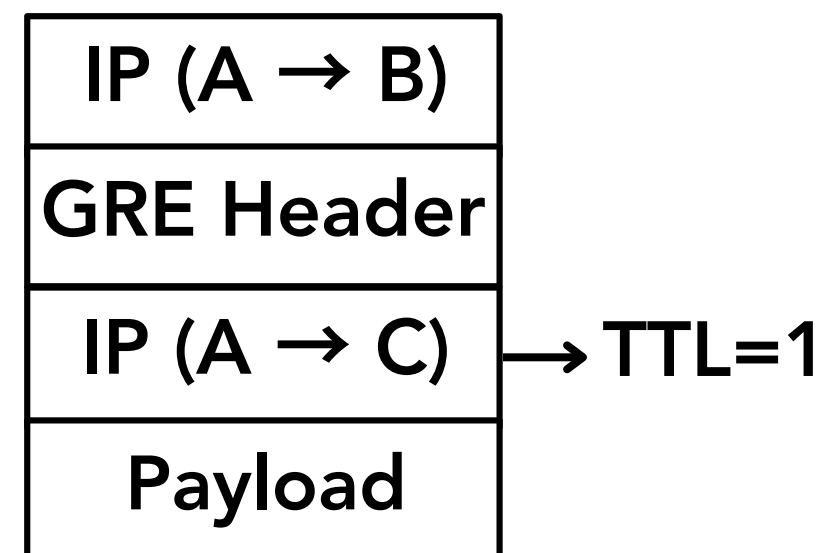 IP (A → B)
GRE Header
IP (A → C) → TTL=1
Payload